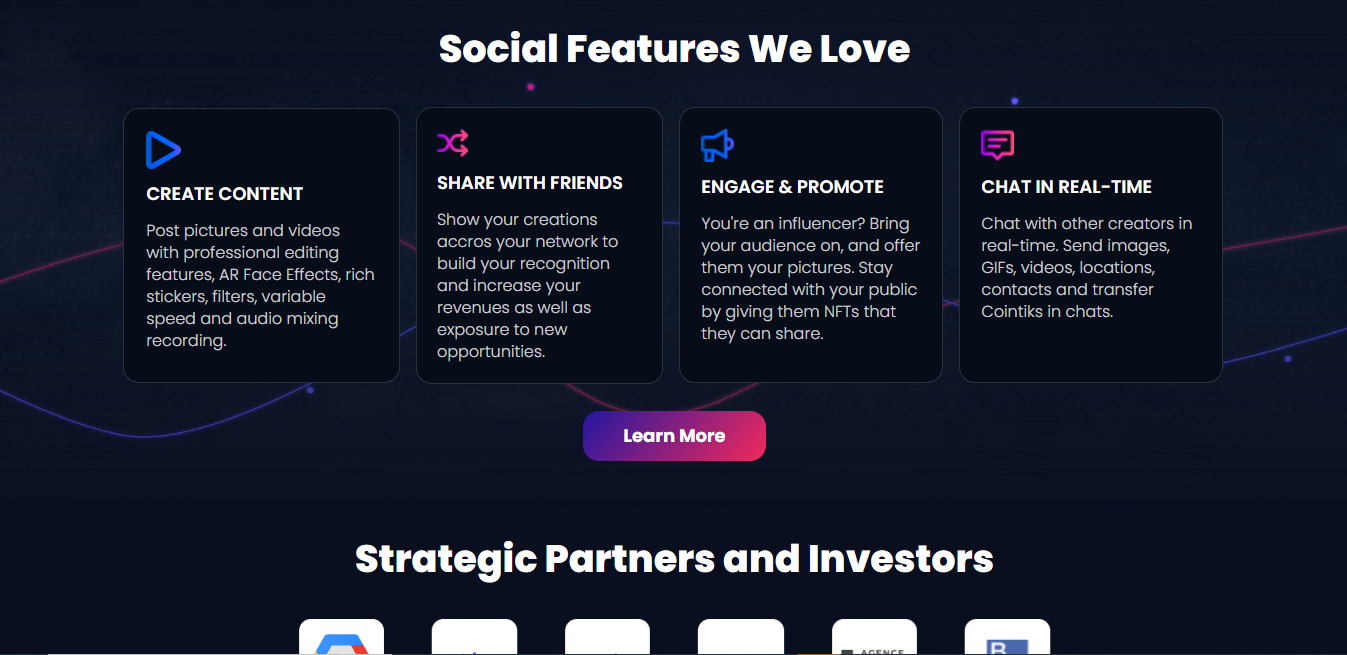 Social Features We Love
CREATE CONTENT
Post pictures and videos
with professional editing
features, AR Face Effects, rich
stickers, filters, variable
speed and audio mixing
recording.
SHARE WITH FRIENDS
Show your creations
accros your network to
build your recognition
and increase your
revenues as well as
exposure to new
opportunities.
ENGAGE & PROMOTE
You're an influencer? Bring
your audience on, and offer
them your pictures. Stay
connected with your public
by giving them NFTs that
they can share.
CHAT IN REAL-TIME
Chat with other creators in
real-time. Send images,
GIFs, videos, locations,
contacts and transfer
Cointiks in chats.
Learn More
Strategic Partners and Investors
AGENCE
B